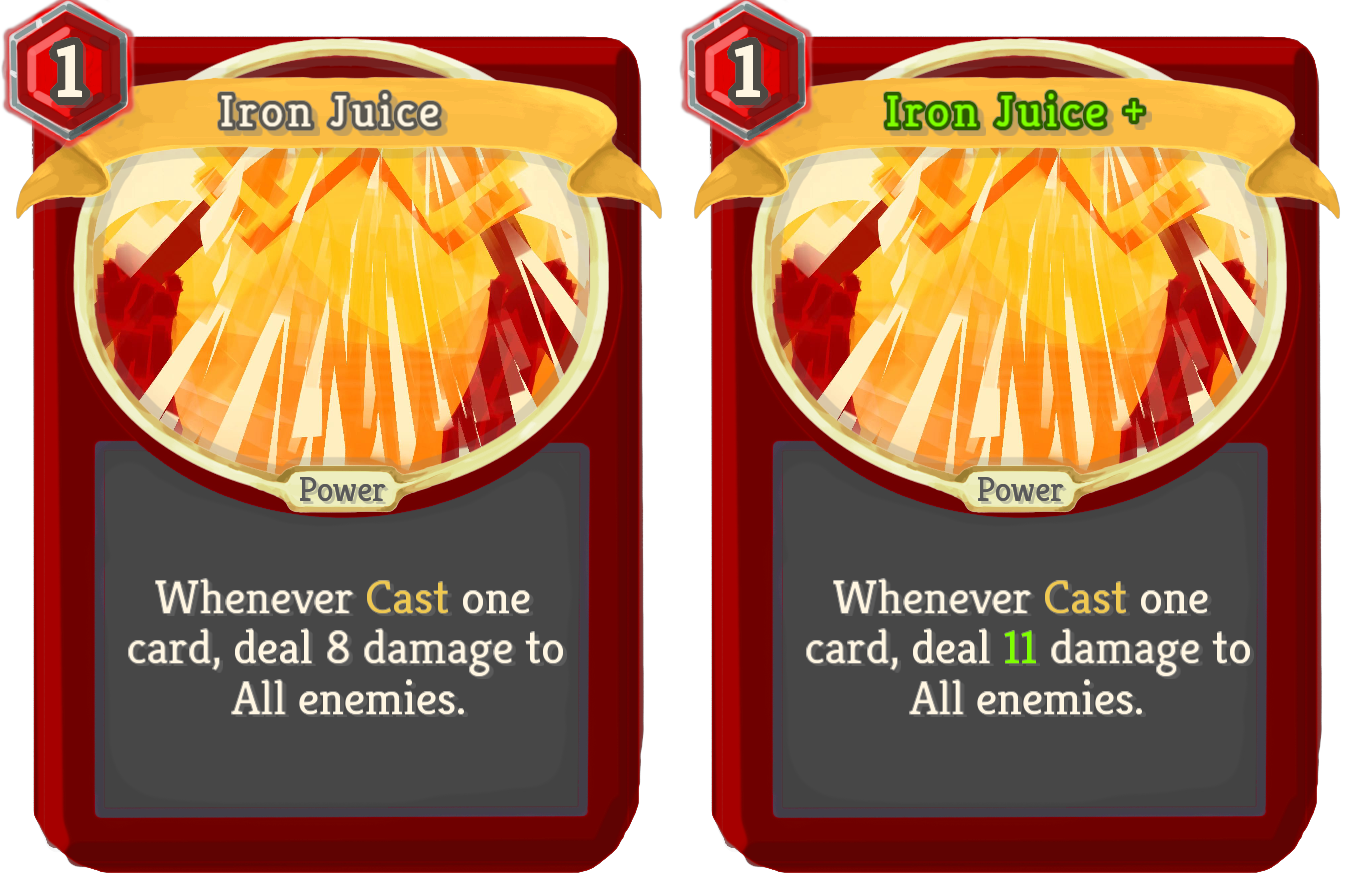 1
Iron Juice
Power
Whenever Cast one
card, deal 8 damage to
All enemies.
1
Iron Juice +
Power
Whenever Cast one
card, deal 11 damage to
All enemies.